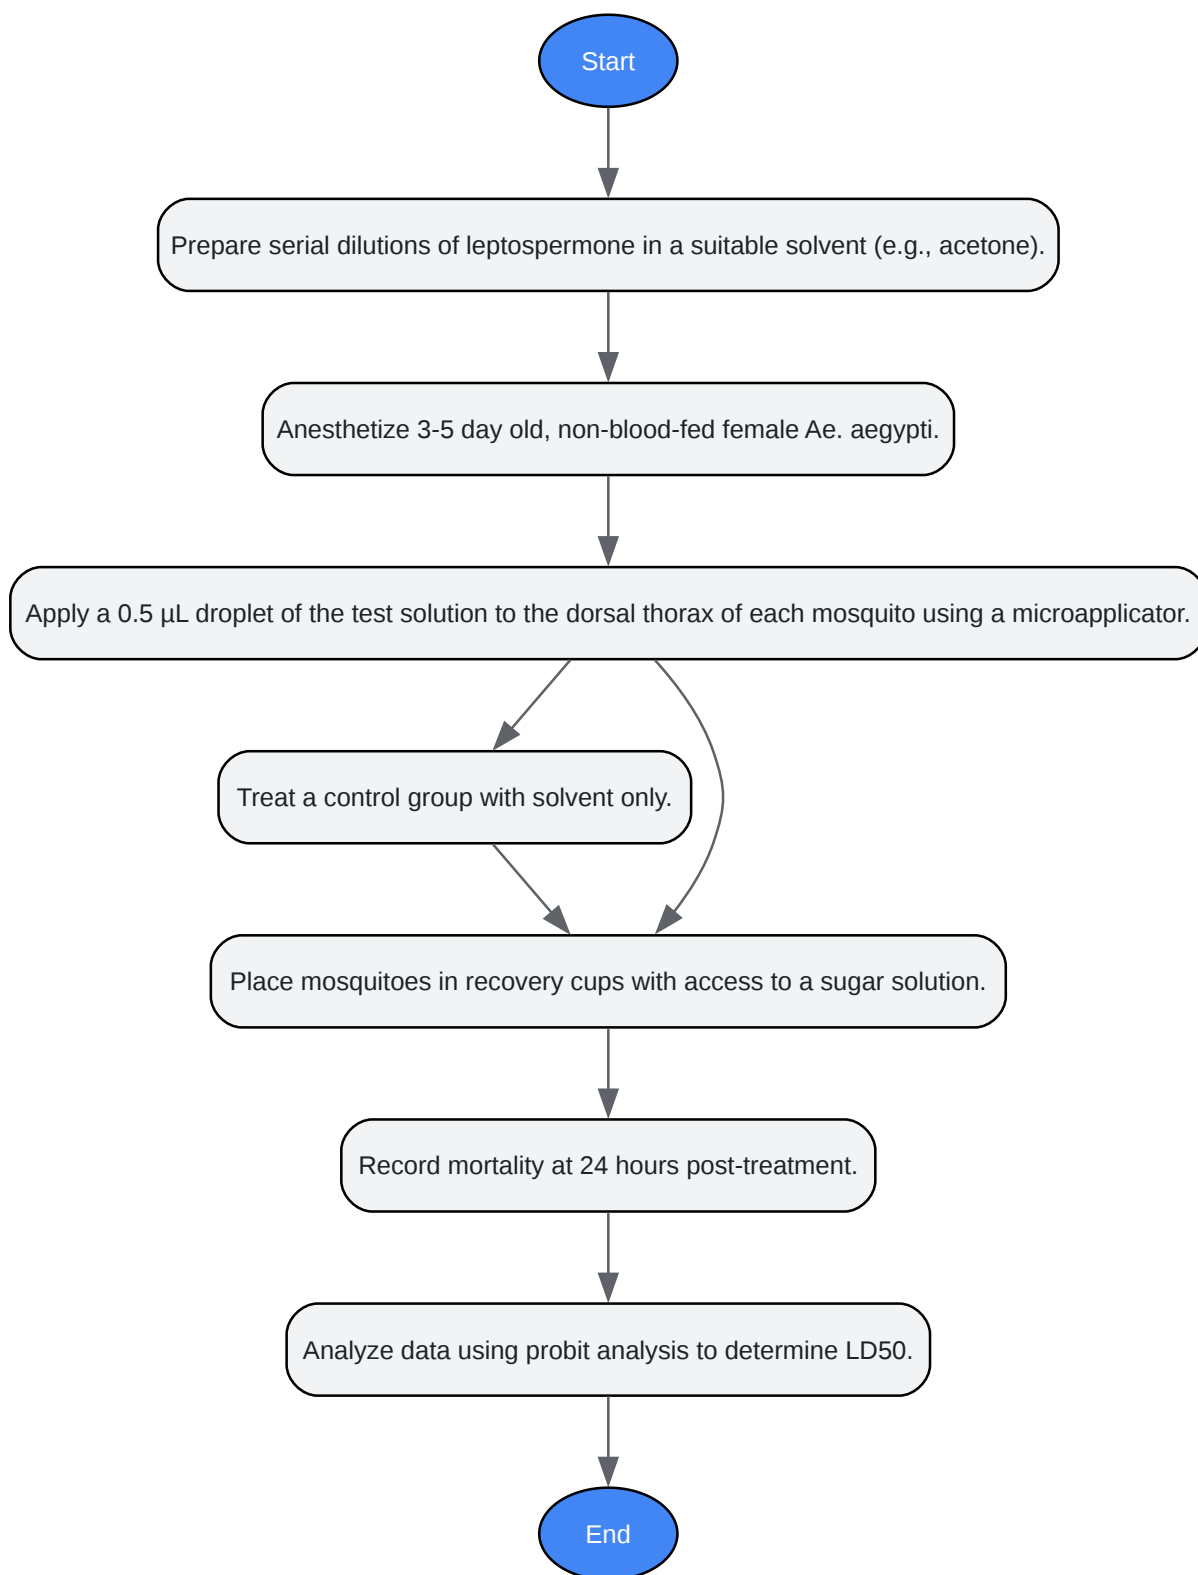 Start
Prepare serial dilutions of leptospermone in a suitable solvent (e.g., acetone).
Anesthetize 3-5 day old, non-blood-fed female Ae. aegypti.
Apply a 0.5 µL droplet of the test solution to the dorsal thorax of each mosquito using a microapplicator.
Treat a control group with solvent only.
Place mosquitoes in recovery cups with access to a sugar solution.
Record mortality at 24 hours post-treatment.
Analyze data using probit analysis to determine LD50.
End